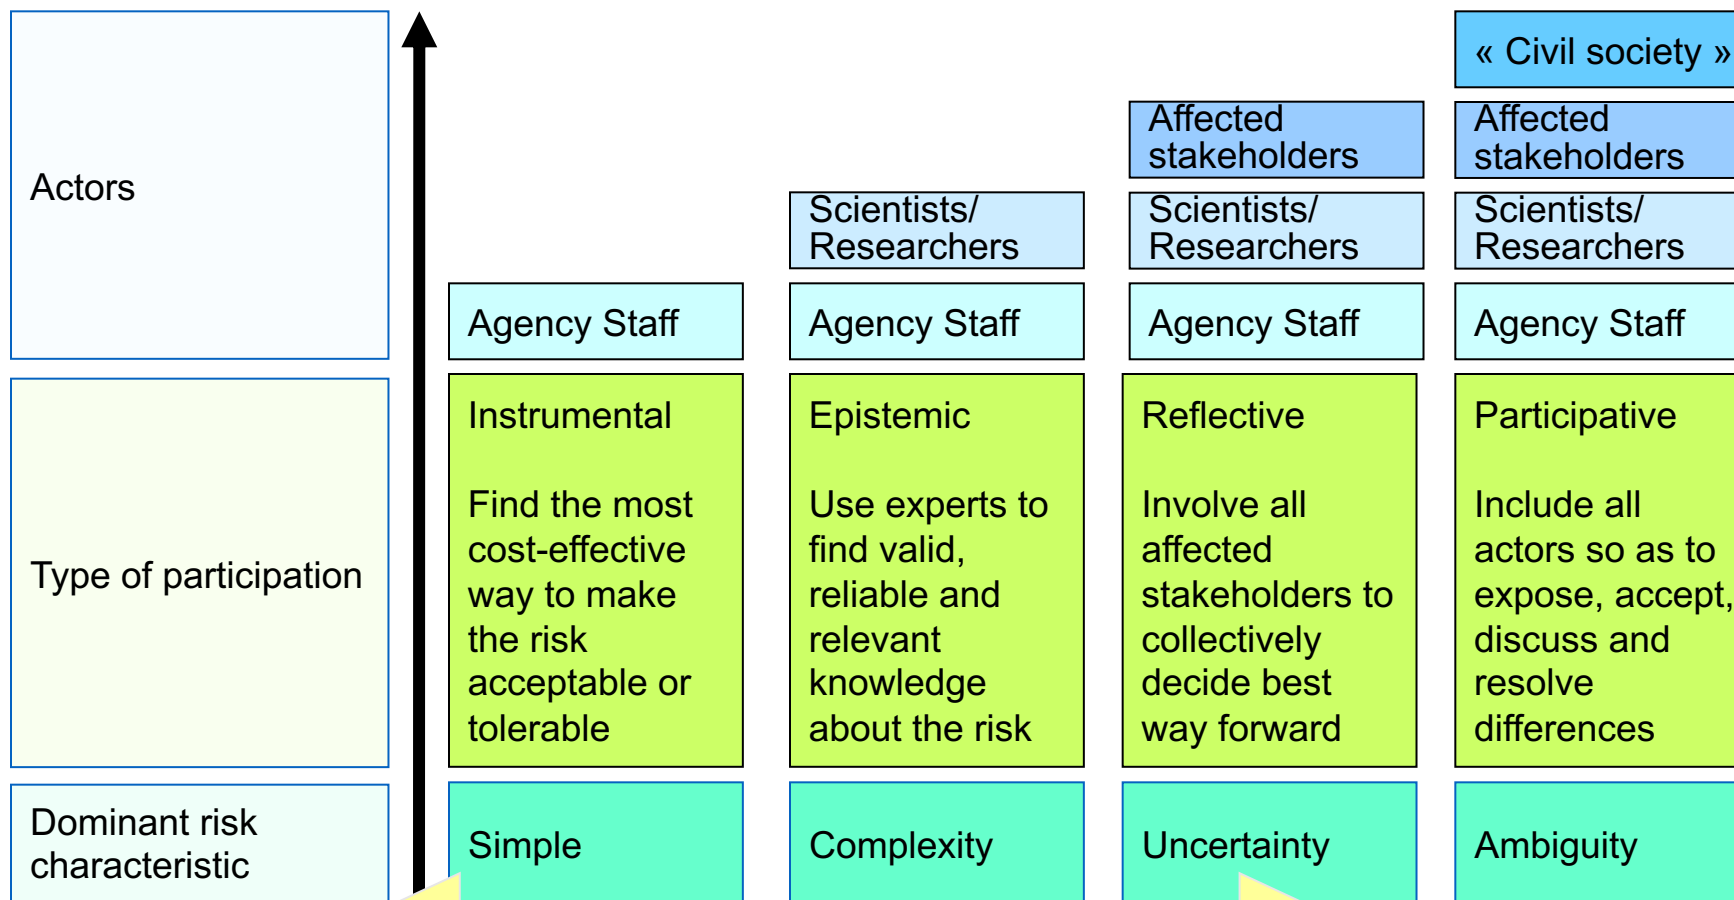 Actors
« Civil society »
Affected
stakeholders
Affected
stakeholders
Scientists/
Researchers
Scientists/
Researchers
Scientists/
Researchers
Agency Staff
Agency Staff
Agency Staff
Agency Staff
Type of participation
Instrumental
Find the most
cost-effective
way to make
the risk
acceptable or
tolerable
Epistemic
Use experts to
find valid,
reliable and
relevant
knowledge
about the risk
Reflective
Involve all
affected
stakeholders to
collectively
decide best
way forward
Participative
Include all
actors so as to
expose, accept,
discuss and
resolve
differences
Dominant risk
characteristic
Simple
Complexity
Uncertainty
Ambiguity